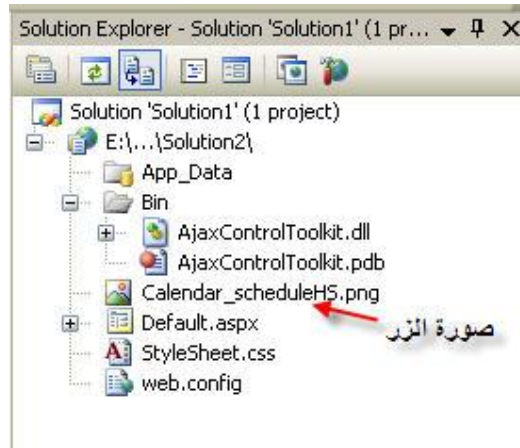 Solution Explorer - Solution 'Solution1' (1 pr...
Solution 'Solution1' (1 project)
E:\...\Solution2\
App_Data
Bin
AjaxControlToolkit.dll
AjaxControlToolkit.pdb
Calendar_scheduleHS.png
صورة الزر
Default.aspx
StyleSheet.css
web.config